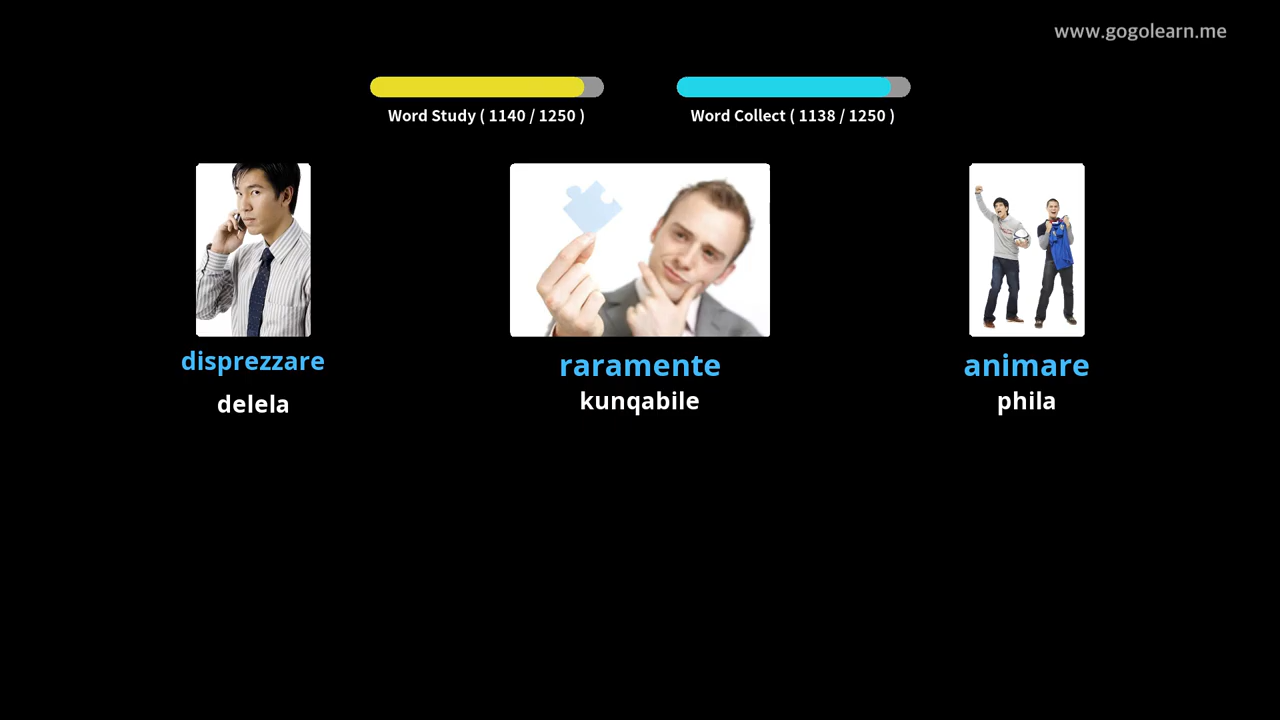 www.gogolearn.me
Word Study ( 1140 / 1250 )
Word Collect ( 1138 / 1250 )
disprezzare
delela
raramente
kunqabile
animare
phila